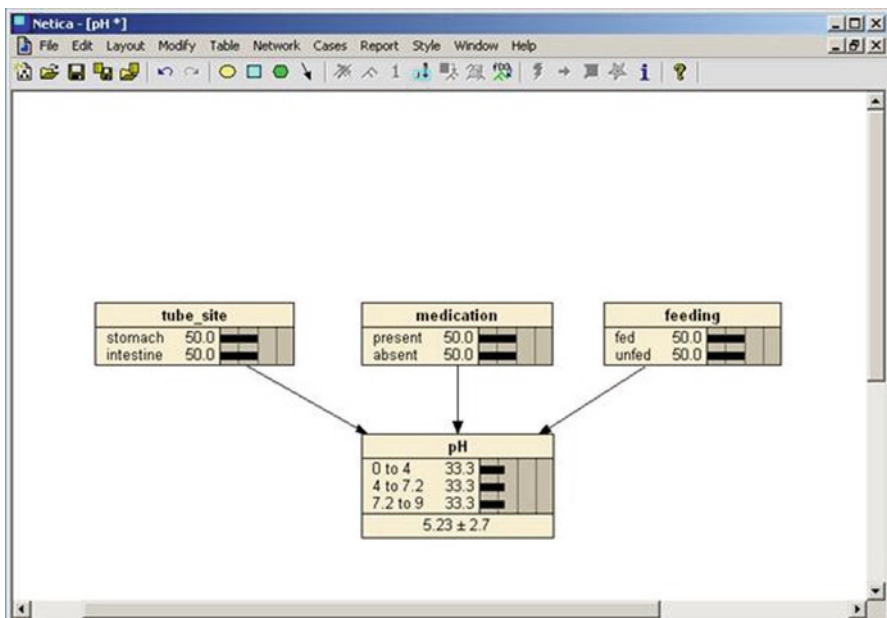 Netica - [pH *]
File Edit Layout Modify Table Network Cases Report Style Window Help
1
i
?
tube_site
stomach 50.0
intestine 50.0
medication
present 50.0
absent 50.0
feeding
fed 50.0
unfed 50.0
pH
0 to 4 33.3
4 to 7.2 33.3
7.2 to 9 33.3
5.23 ± 2.7